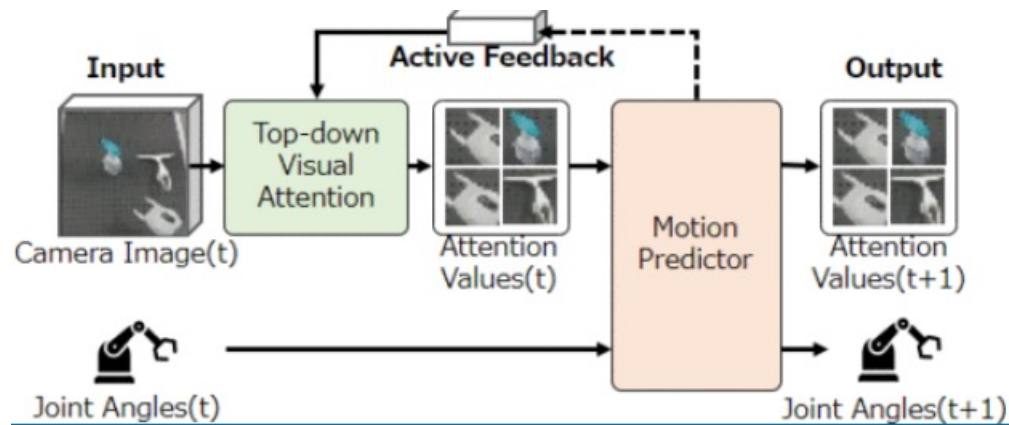 Active Feedback
Input
Output
Top-down
Visual
Attention
Camera Image(t)
Attention
Values(t)
Motion
Predictor
Attention
Values(t+1)
Joint Angles(t)
Joint Angles(t+1)